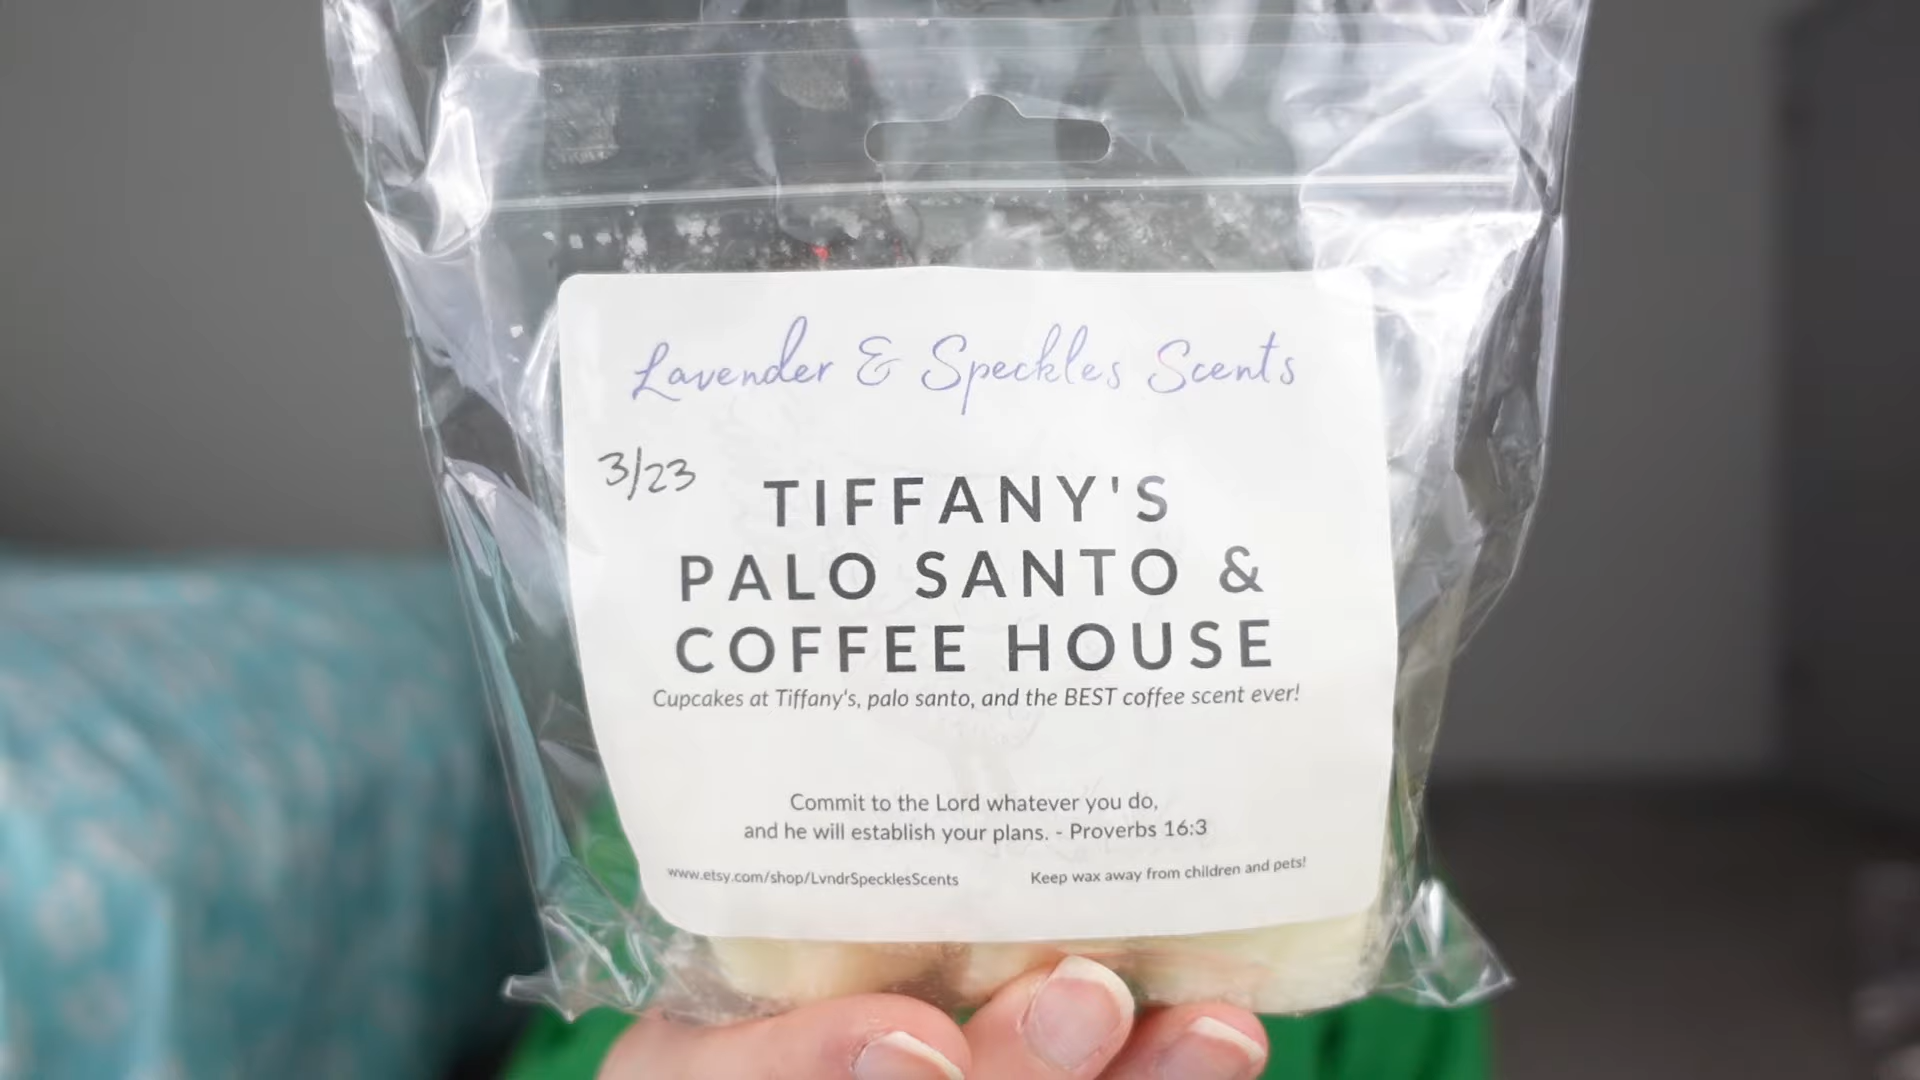 Lavender & Speckles Scents
3/23
TIFFANY'S
PALO SANTO &
COFFEE HOUSE
Cupcakes at Tiffany's, palo santo, and the BEST coffee scent ever!
Commit to the Lord whatever you do,
and he will establish your plans. - Proverbs 16:3
www.etsy.com/shop/LvndrSpecklesScents
Keep wax away from children and pets!